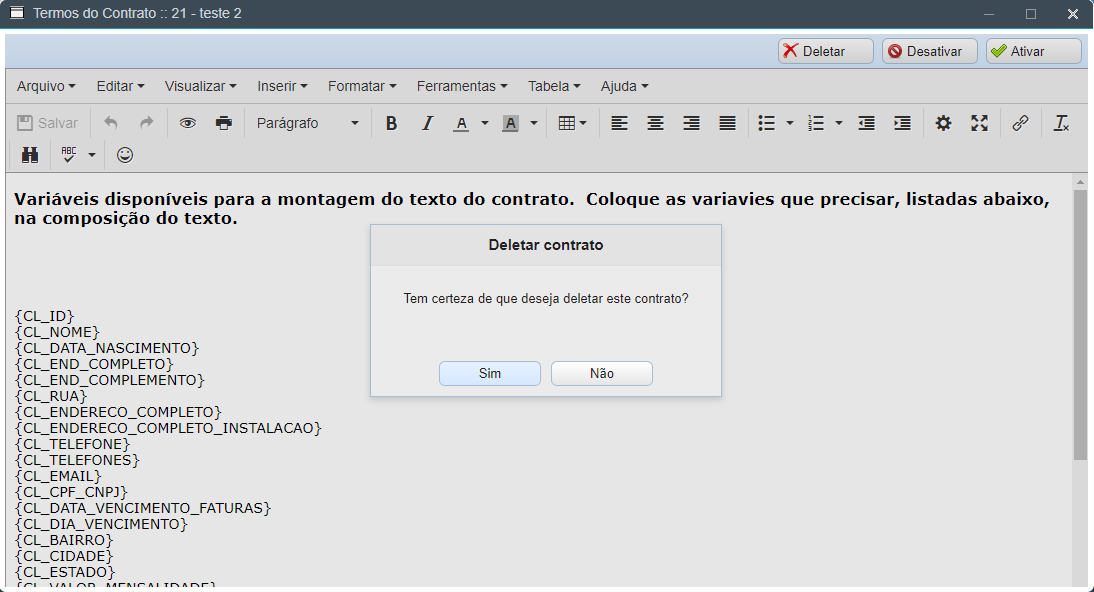 Termos do Contrato :: 21 - teste 2
Deletar Desativar Ativar
Arquivo Editar Visualizar Inserir Formatar Ferramentas Tabela Ajuda
Salvar Parágrafo B I A A
ABC
Variáveis disponíveis para a montagem do texto do contrato. Coloque as variavies que precisar, listadas abaixo,
na composição do texto.
Deletar contrato
Tem certeza de que deseja deletar este contrato?
Sim Não
{CL_ID}
{CL_NOME}
{CL_DATA_NASCIMENTO}
{CL_END_COMPLETO}
{CL_END_COMPLEMENTO}
{CL_RUA}
{CL_ENDERECO_COMPLETO}
{CL_ENDERECO_COMPLETO_INSTALACAO}
{CL_TELEFONE}
{CL_TELEFONES}
{CL_EMAIL}
{CL_CPF_CNPJ}
{CL_DATA_VENCIMENTO_FATURAS}
{CL_DIA_VENCIMENTO}
{CL_BAIRRO}
{CL_CIDADE}
{CL_ESTADO}
{CL_VALOR_MENSALIDADE}